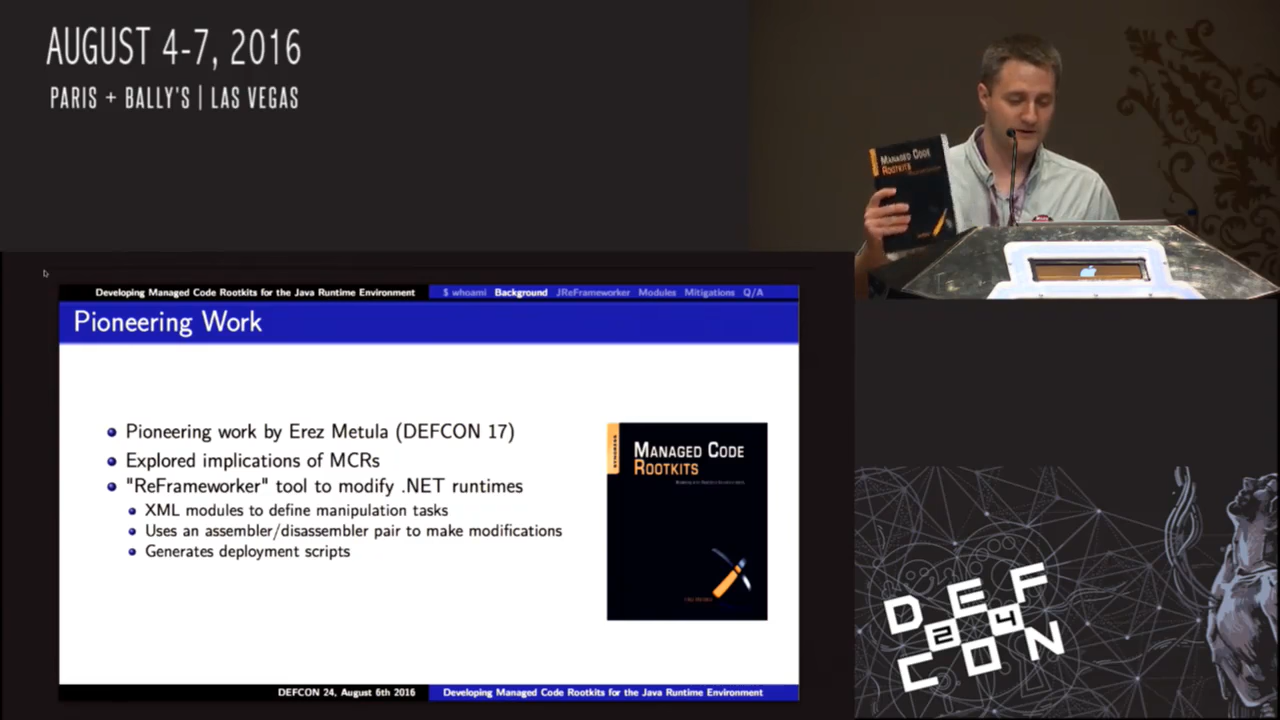 AUGUST 4-7, 2016
PARIS + BALLY'S | LAS VEGAS
MANAGED CODE
ROOTKITS
Developing Managed Code Rootkits for the Java Runtime Environment
$ whoami Background JReFrameworker Modules Mitigations Q/A
Pioneering Work
Pioneering work by Erez Metula (DEFCON 17)
Explored implications of MCRs
"ReFrameworker" tool to modify .NET runtimes
XML modules to define manipulation tasks
Uses an assembler/disassembler pair to make modifications
Generates deployment scripts
SYNGRESS
MANAGED CODE
ROOTKITS
DEFCON 24, August 6th 2016
Developing Managed Code Rootkits for the Java Runtime Environment
DEF
24
CON